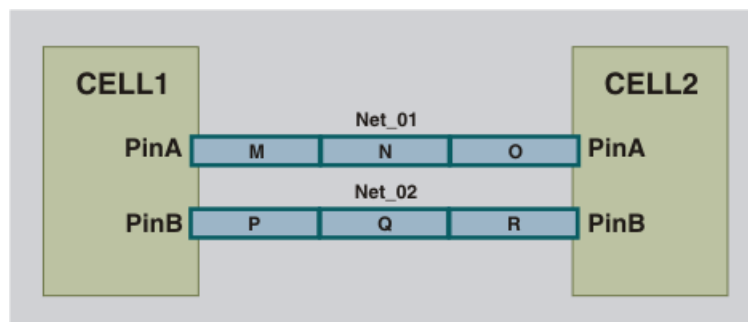 CELL1 CELL2
Net_01
PinA M N O PinA
Net_02
PinB P Q R PinB